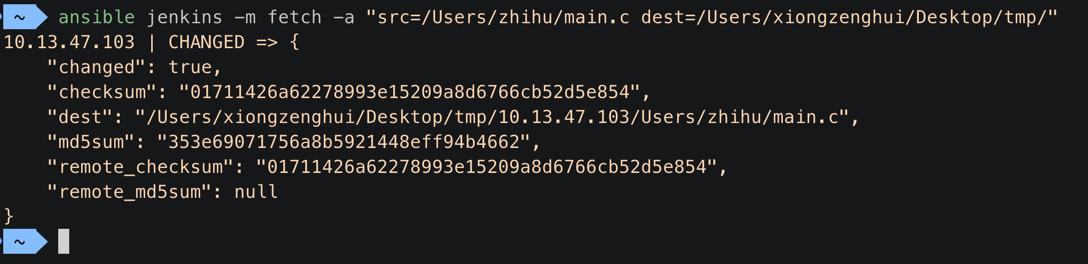 ~ ansible jenkins -m fetch -a "src=/Users/zhihu/main.c dest=/Users/xiongzenghui/Desktop/tmp/"
10.13.47.103 | CHANGED => {
    "changed": true,
    "checksum": "01711426a62278993e15209a8d6766cb52d5e854",
    "dest": "/Users/xiongzenghui/Desktop/tmp/10.13.47.103/Users/zhihu/main.c",
    "md5sum": "353e69071756a8b5921448eff94b4662",
    "remote_checksum": "01711426a62278993e15209a8d6766cb52d5e854",
    "remote_md5sum": null
}
~